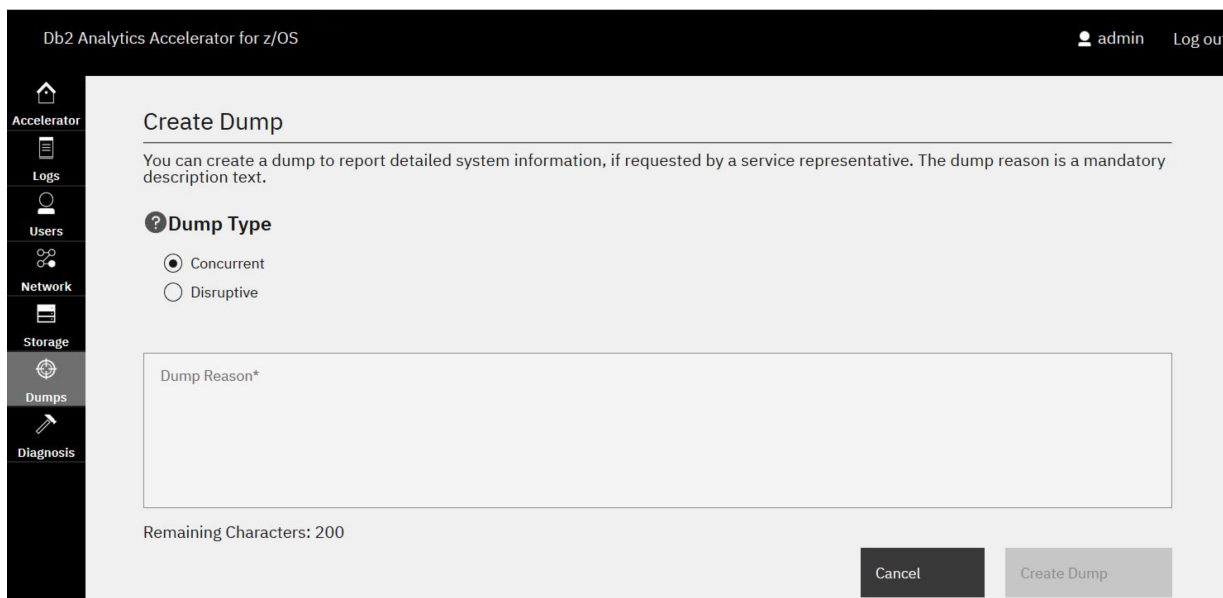 Db2 Analytics Accelerator for z/OS
admin
Log ou
Accelerator
Logs
Users
Network
Storage
Dumps
Diagnosis
Create Dump
You can create a dump to report detailed system information, if requested by a service representative. The dump reason is a mandatory
description text.
?Dump Type
Concurrent
Disruptive
Dump Reason*
Remaining Characters: 200
Cancel
Create Dump